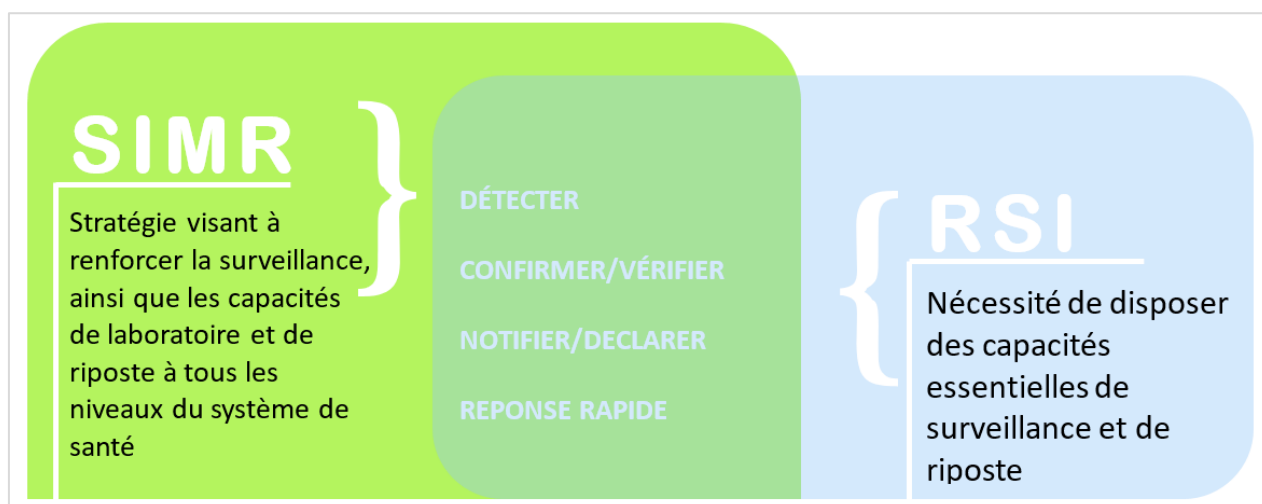 SIMR
Stratégie visant à
renforcer la surveillance,
ainsi que les capacités
de laboratoire et de
riposte à tous les
niveaux du système de
santé
DÉTECTER
CONFIRMER/VÉRIFIER
NOTIFIER/DECLARER
REPONSE RAPIDE
RSI
Nécessité de disposer
des capacités
essentielles de
surveillance et de
riposte